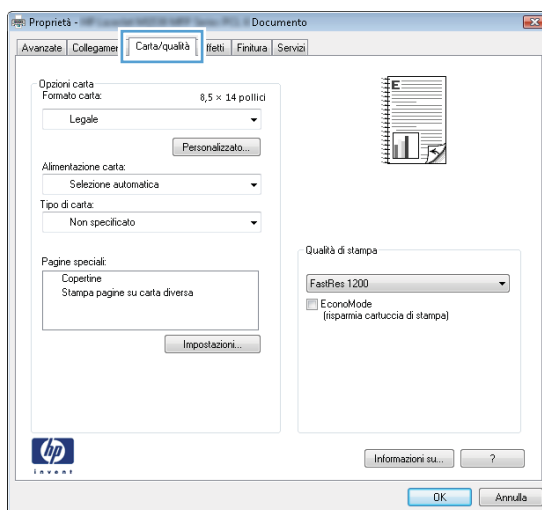 Proprietà - Documento
Avanzate Collegamen Carta/qualità ffetti Finitura Servizi
Opzioni carta
Formato carta: 8,5 × 14 pollici
Legale
Personalizzato...
Alimentazione carta:
Selezione automatica
Tipo di carta:
Non specificato
Pagine speciali:
Copertine
Stampa pagine su carta diversa
Impostazioni...
E
Qualità di stampa
FastRes 1200
EconoMode
(risparmia cartuccia di stampa)
hp
invent
Informazioni su... ?
OK Annulla